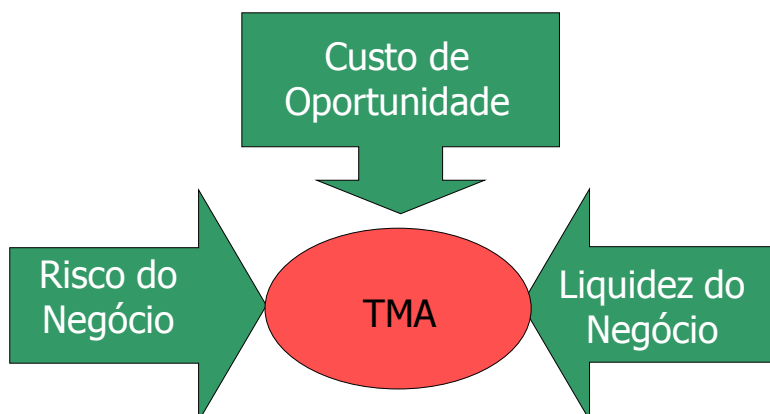 Custo de
Oportunidade
Risco do
Negócio
TMA
Liquidez do
Negócio